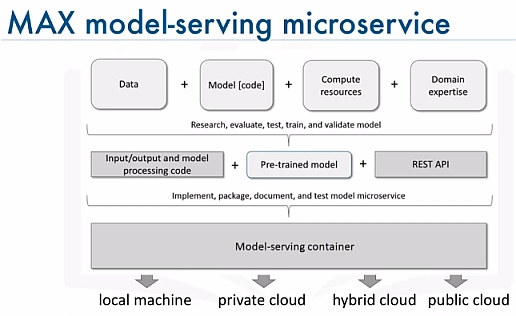 MAX model-serving microservice
Data + Model [code] + Compute resources + Domain expertise
Research, evaluate, test, train, and validate model
Input/output and model processing code + Pre-trained model + REST API
Implement, package, document, and test model microservice
Model-serving container
local machine private cloud hybrid cloud public cloud